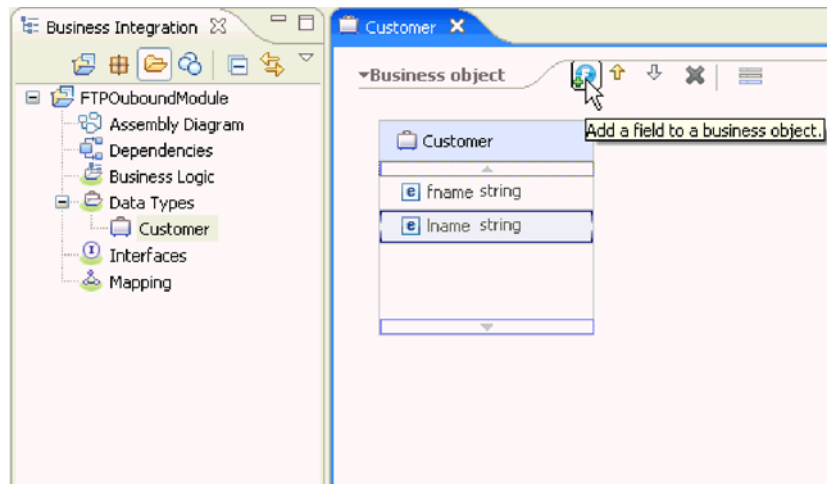 Business Integration
FTPOuboundModule
Assembly Diagram
Dependencies
Business Logic
Data Types
Customer
Interfaces
Mapping
Customer
Business object
Add a field to a business object.
Customer
e fname string
e lname string